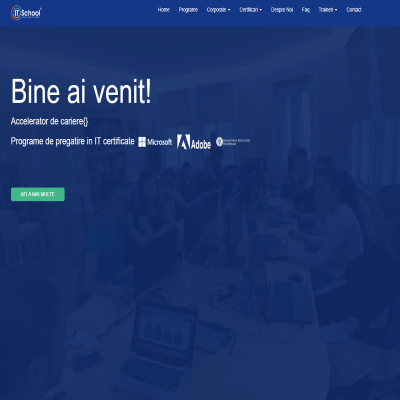 IT School
Home Programe Corporate Certificari Despre Noi Faq Traineri Contact
Bine ai venit!
Accelerator de cariere{}
Programe de pregatire in IT certificate Microsoft Adobe
AFLA MAI MULTE